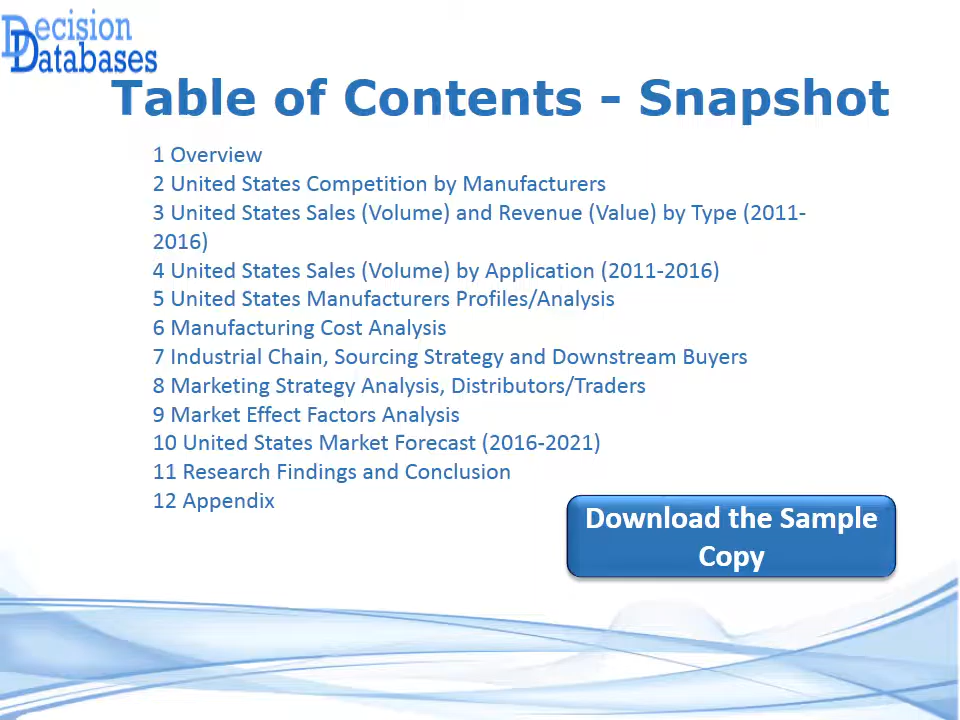 Decision
Databases
Table of Contents - Snapshot
1 Overview
2 United States Competition by Manufacturers
3 United States Sales (Volume) and Revenue (Value) by Type (2011-
2016)
4 United States Sales (Volume) by Application (2011-2016)
5 United States Manufacturers Profiles/Analysis
6 Manufacturing Cost Analysis
7 Industrial Chain, Sourcing Strategy and Downstream Buyers
8 Marketing Strategy Analysis, Distributors/Traders
9 Market Effect Factors Analysis
10 United States Market Forecast (2016-2021)
11 Research Findings and Conclusion
12 Appendix
Download the Sample
Copy